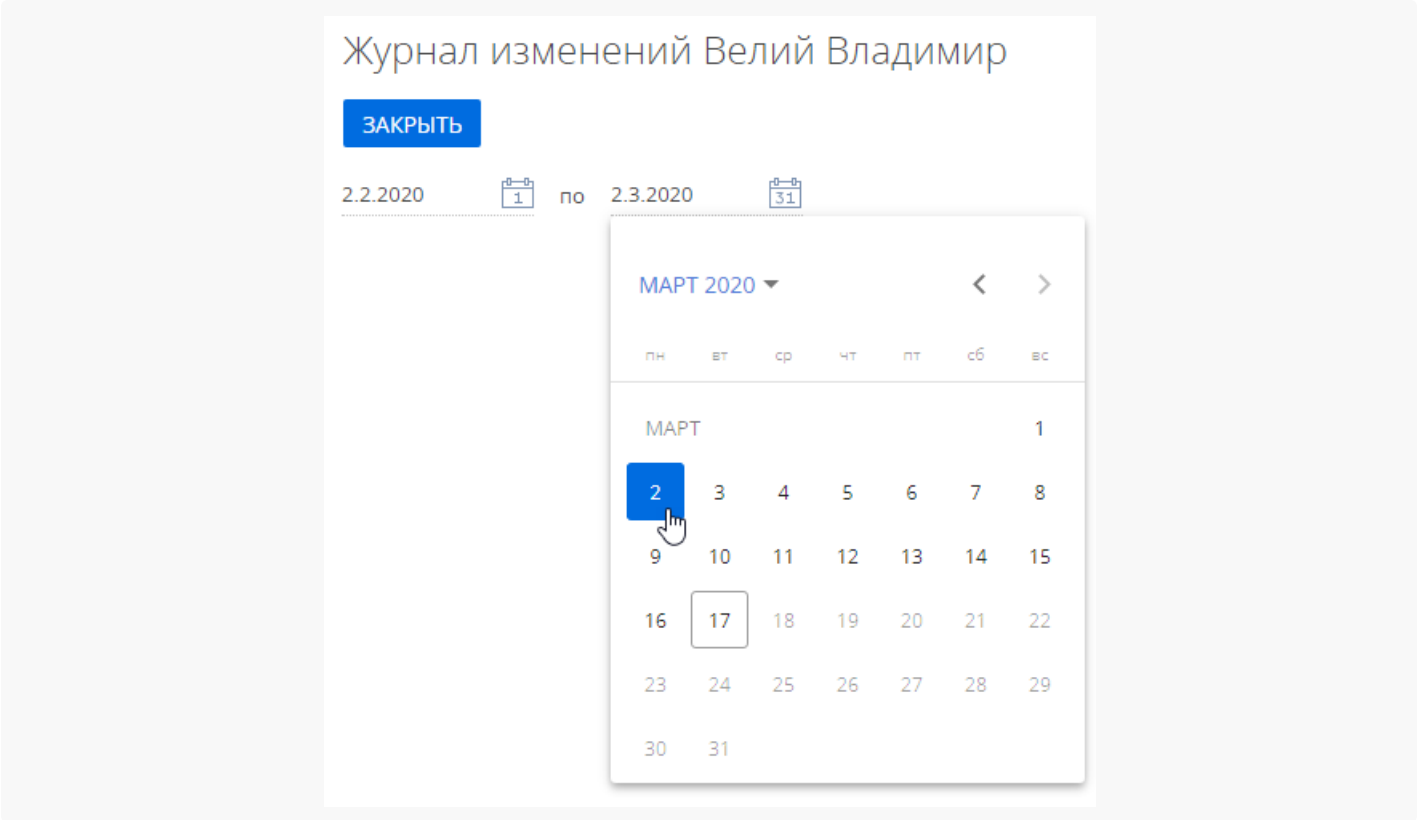 Журнал изменений Велий Владимир
ЗАКРЫТЬ
2.2.2020 1 по 2.3.2020 31
МАРТ 2020
пн вт ср чт пт сб вс
МАРТ 1
2 3 4 5 6 7 8
9 10 11 12 13 14 15
16 17 18 19 20 21 22
23 24 25 26 27 28 29
30 31